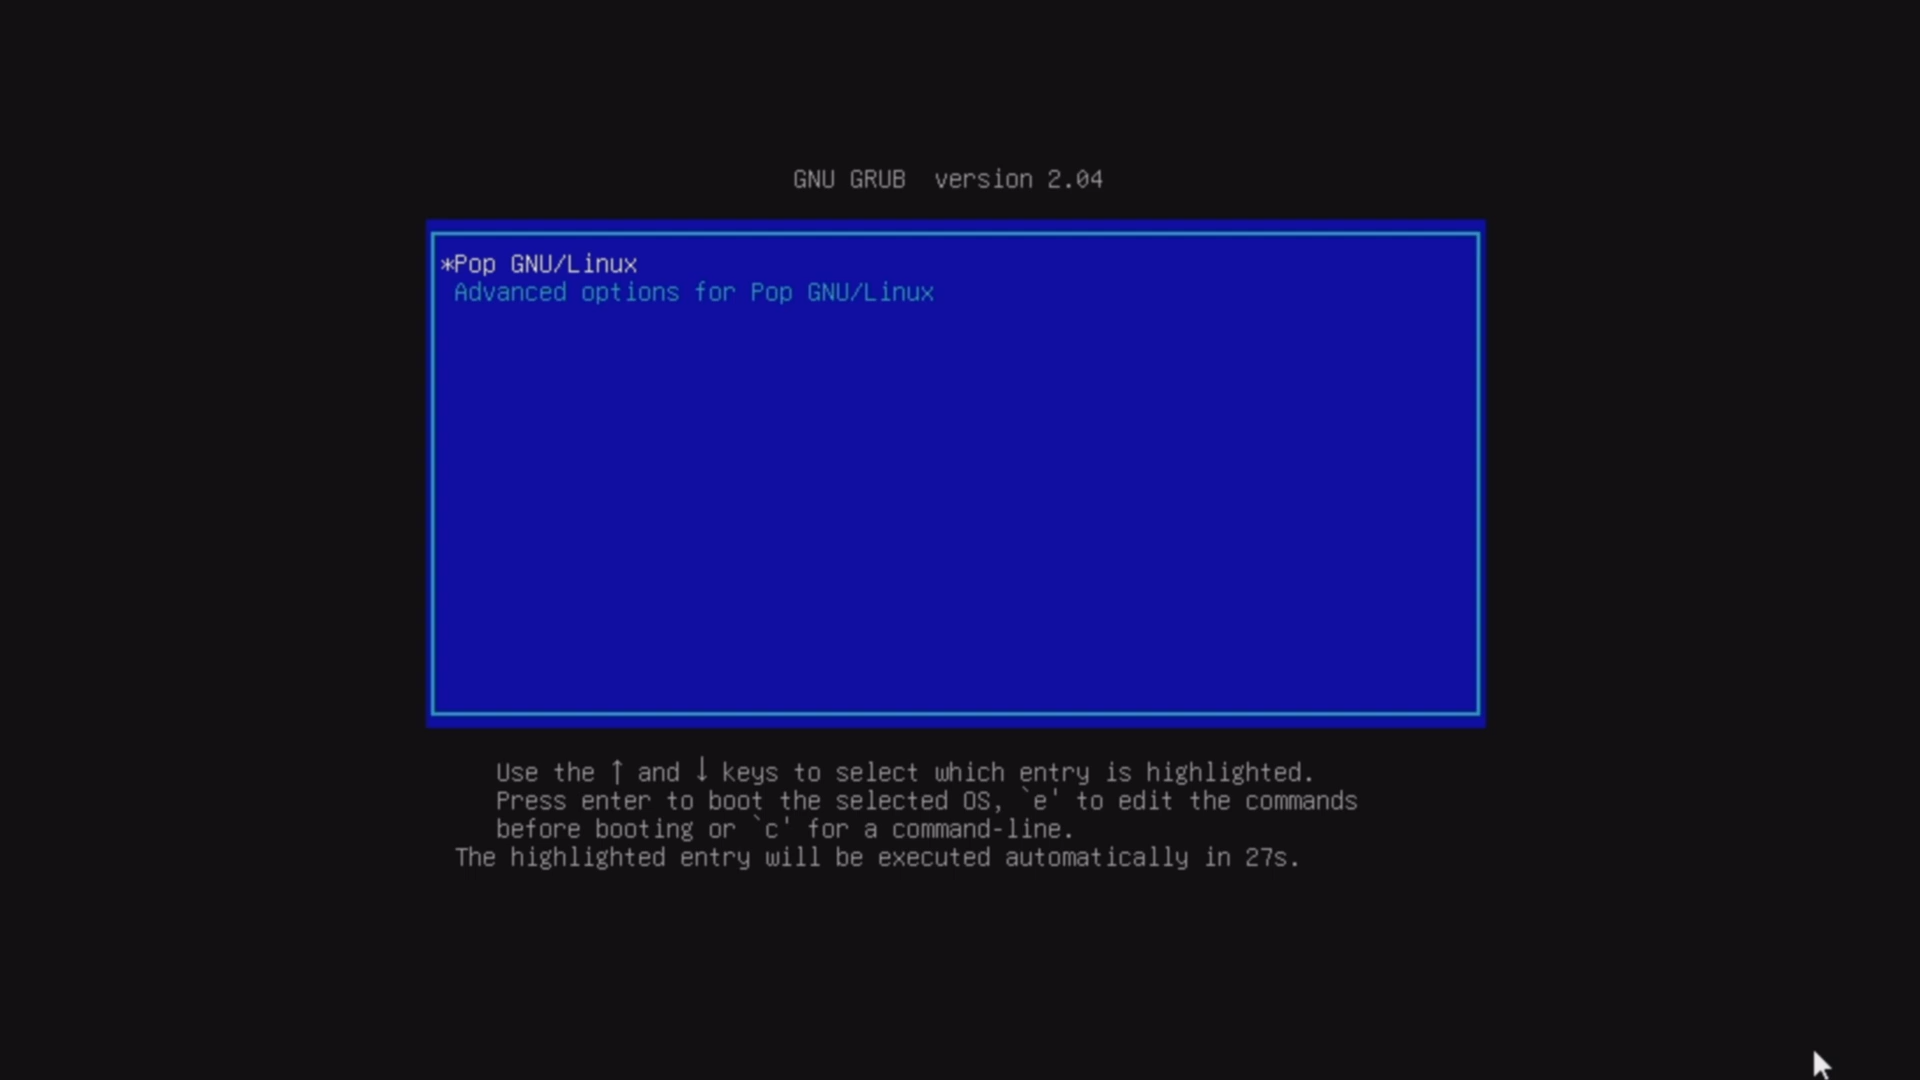 GNU GRUB  version 2.04
*Pop GNU/Linux
Advanced options for Pop GNU/Linux
Use the ↑ and ↓ keys to select which entry is highlighted.
Press enter to boot the selected OS, `e' to edit the commands
before booting or `c' for a command-line.
The highlighted entry will be executed automatically in 27s.